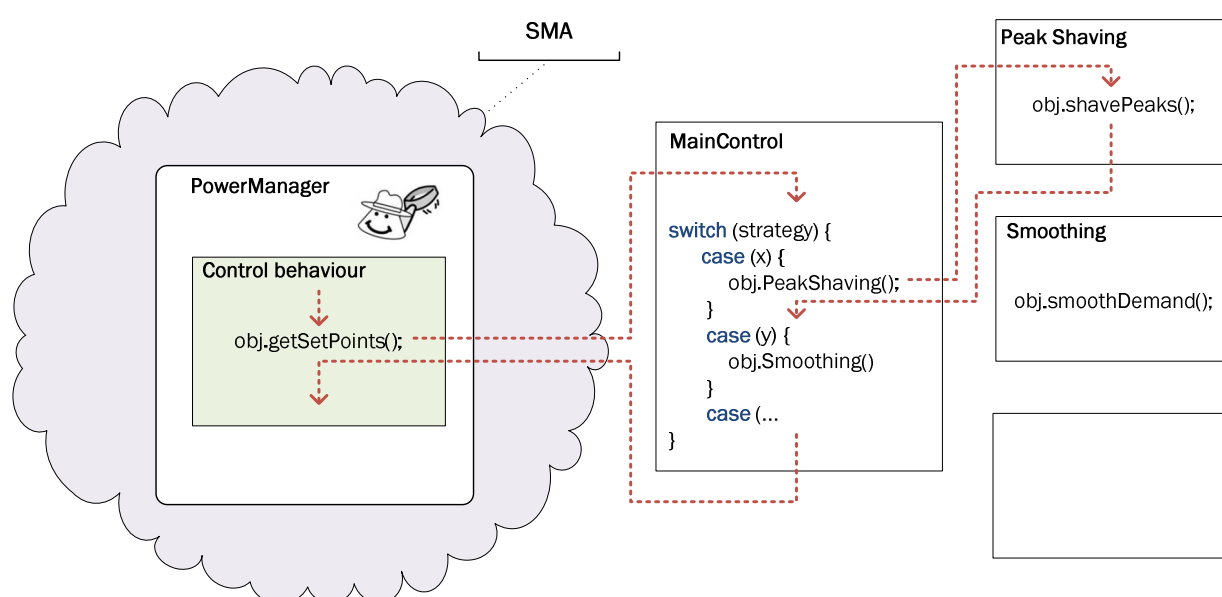 SMA
PowerManager
Control behaviour
obj.getSetPoints();
MainControl
switch (strategy) {
case (x) {
obj.PeakShaving();
}
case (y) {
obj.Smoothing()
}
case (...
}
Peak Shaving
obj.shavePeaks();
Smoothing
obj.smoothDemand();